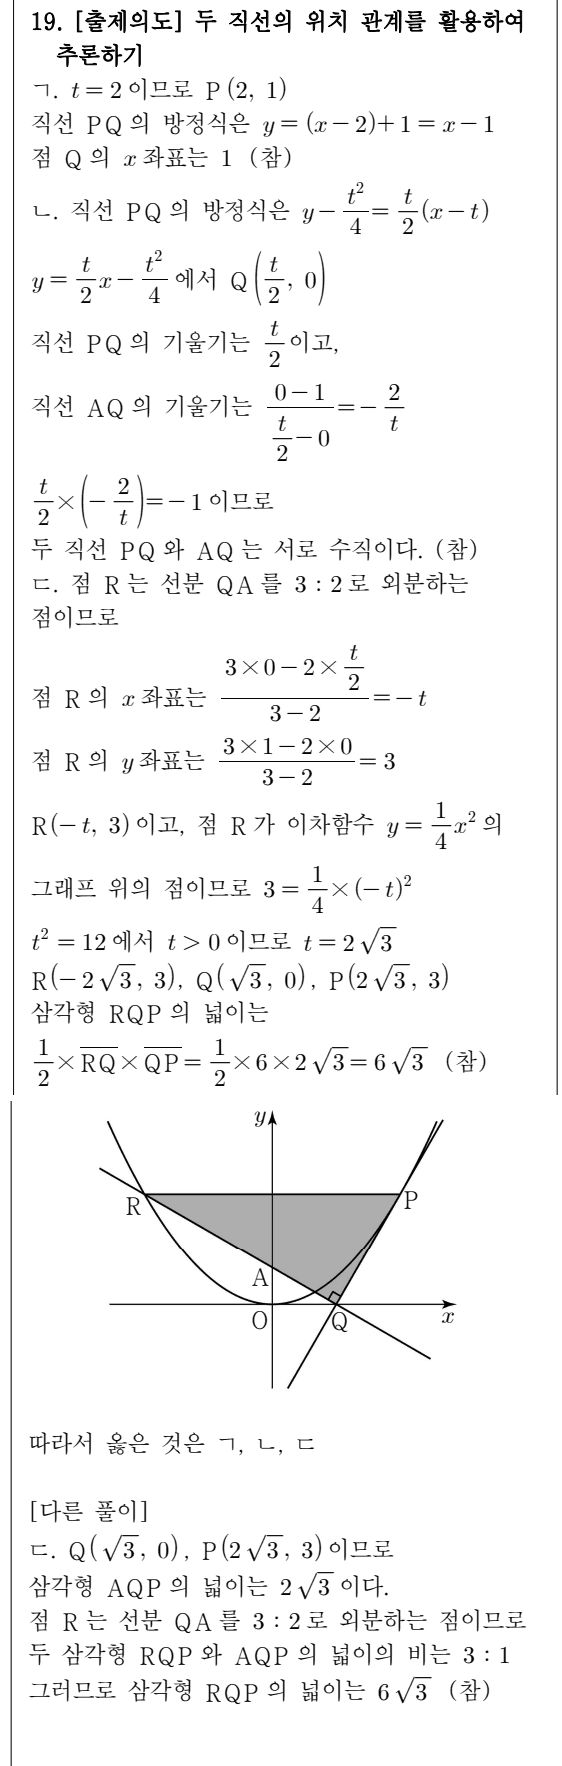 19. [출제의도] 두 직선의 위치 관계를 활용하여
추론하기
ㄱ. t = 2 이므로 P(2, 1)
직선 PQ 의 방정식은 y = (x − 2) + 1 = x − 1
점 Q 의 x 좌표는 1 (참)
ㄴ. 직선 PQ 의 방정식은 y − t²/4 = t/2 (x − t)
y = t/2 x − t²/4 에서 Q(t/2, 0)
직선 PQ 의 기울기는 t/2 이고,
직선 AQ 의 기울기는 (0 − 1)/(t/2 − 0) = − 2/t
t/2 × (− 2/t) = − 1 이므로
두 직선 PQ 와 AQ 는 서로 수직이다. (참)
ㄷ. 점 R 는 선분 QA 를 3 : 2 로 외분하는
점이므로
점 R 의 x 좌표는 (3 × 0 − 2 × t/2)/(3 − 2) = − t
점 R 의 y 좌표는 (3 × 1 − 2 × 0)/(3 − 2) = 3
R(− t, 3) 이고, 점 R 가 이차함수 y = 1/4 x² 의
그래프 위의 점이므로 3 = 1/4 × (− t)²
t² = 12 에서 t > 0 이므로 t = 2√3
R(− 2√3, 3), Q(√3, 0), P(2√3, 3)
삼각형 RQP 의 넓이는
1/2 × R̅Q̅ × Q̅P̅ = 1/2 × 6 × 2√3 = 6√3 (참)
y
R
P
A
O
Q
x
따라서 옳은 것은 ㄱ, ㄴ, ㄷ
[다른 풀이]
ㄷ. Q(√3, 0), P(2√3, 3) 이므로
삼각형 AQP 의 넓이는 2√3 이다.
점 R 는 선분 QA 를 3 : 2 로 외분하는 점이므로
두 삼각형 RQP 와 AQP 의 넓이의 비는 3 : 1
그러므로 삼각형 RQP 의 넓이는 6√3 (참)